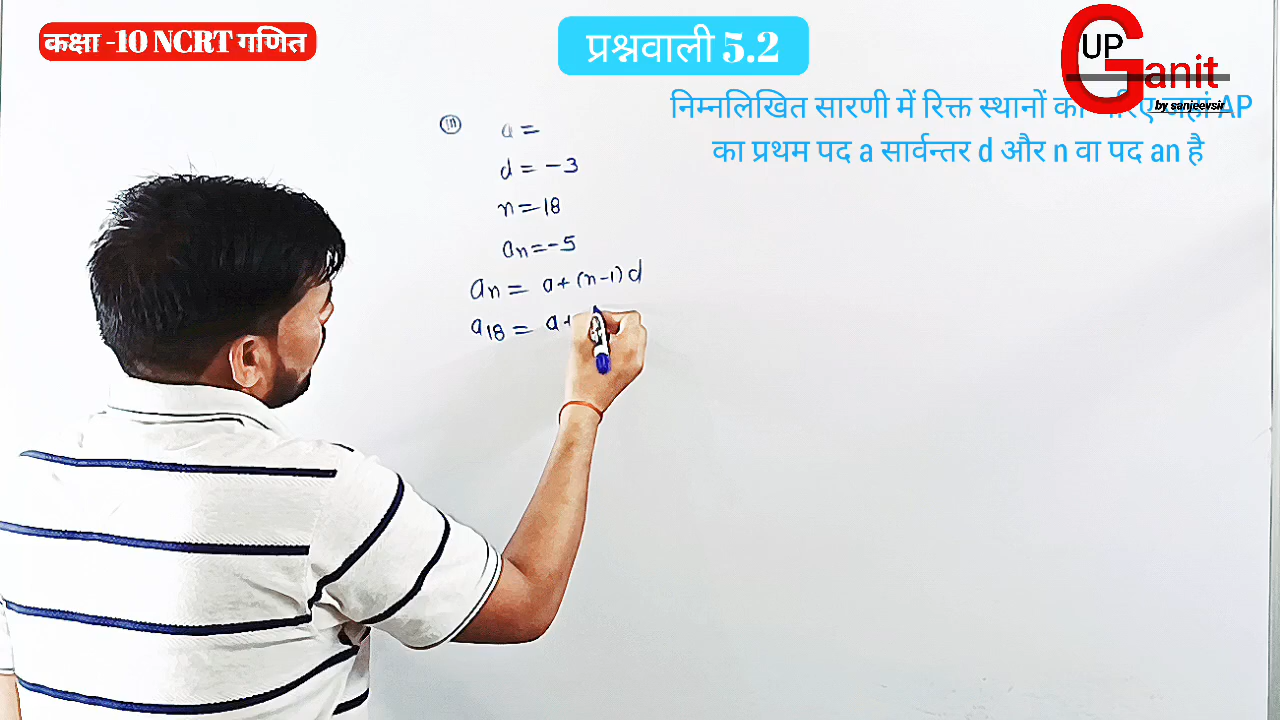 कक्षा -10 NCRT गणित
प्रश्नवाली 5.2
UP
Ganit
by sanjeevsir
निम्नलिखित सारणी में रिक्त स्थानों को जहां AP
का प्रथम पद a सार्वन्तर d और n वा पद an है
(iii) a =
d = -3
n = 18
an = -5
an = a + (n-1) d
a18 = a +